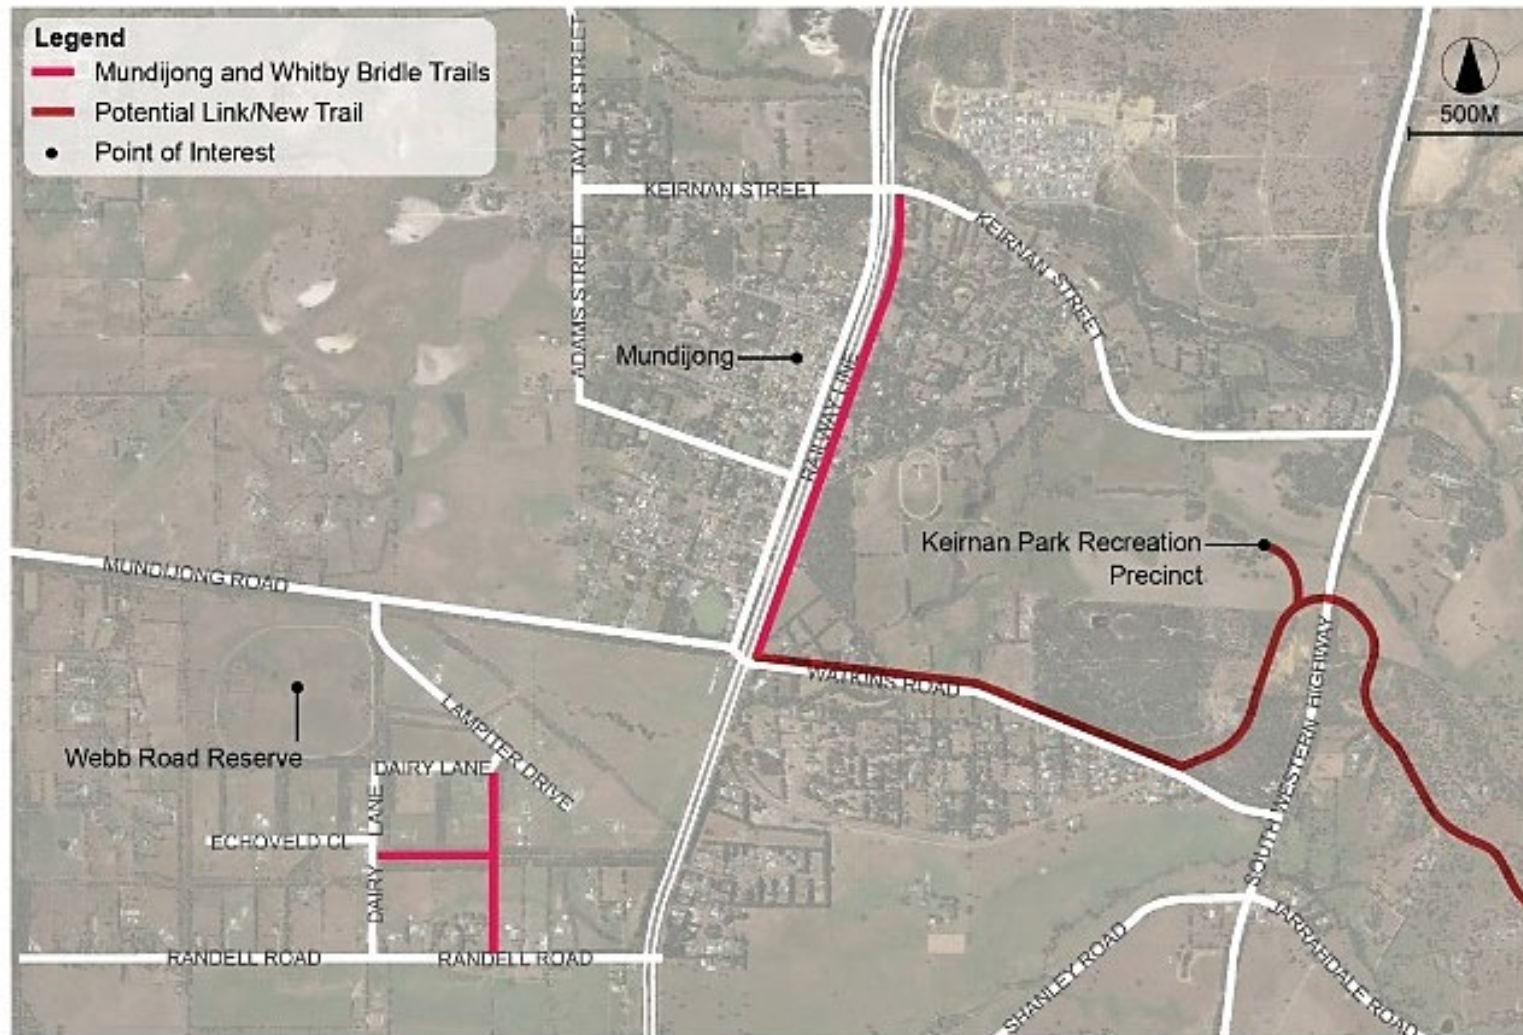 Legend
Mundijong and Whitby Bridle Trails
Potential Link/New Trail
Point of Interest
500M
TAYLOR STREET
KEIRNAN STREET
KEIRNAN STREET
ADAMS STREET
Mundijong
RAILWAY LINE
Keirnan Park Recreation
Precinct
MUNDIJONG ROAD
WATKINS ROAD
SOUTH WESTERN HIGHWAY
LAMPITER DRIVE
Webb Road Reserve
DAIRY LANE
DAIRY LANE
ECHOVELD CL
RANDELL ROAD
RANDELL ROAD
SHANLEY ROAD
JARRAHDALE ROAD